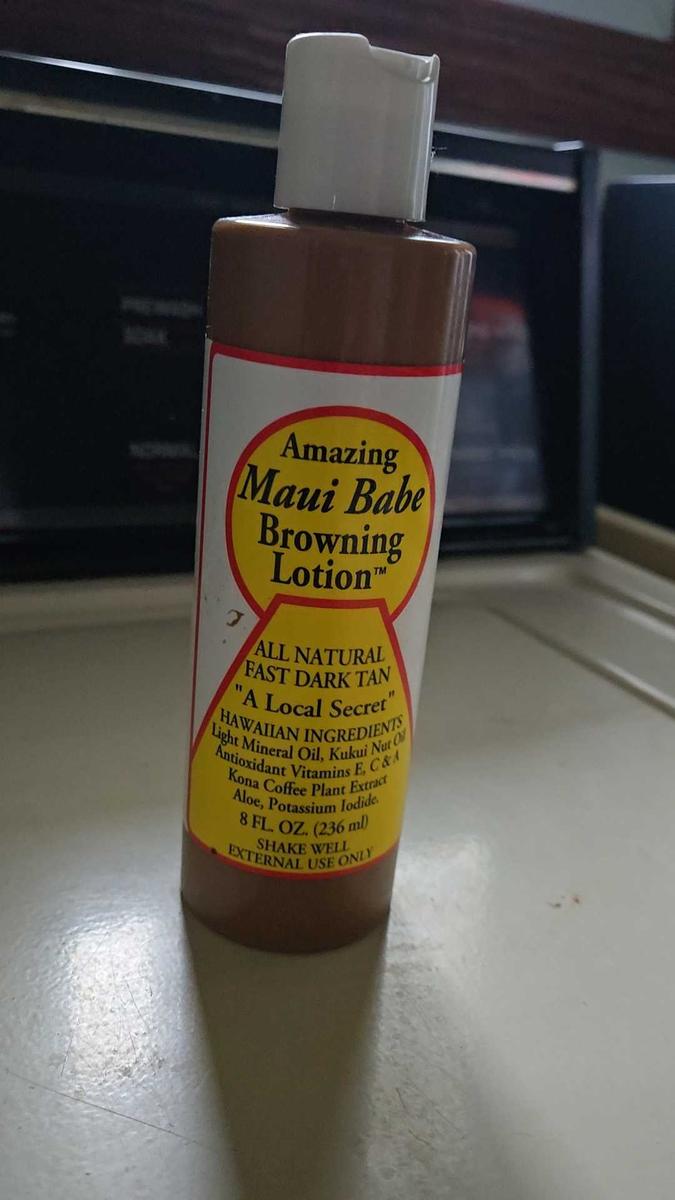 Amazing
Maui Babe
Browning
Lotion™
ALL NATURAL
FAST DARK TAN
"A Local Secret"
HAWAIIAN INGREDIENTS
Light Mineral Oil, Kukui Nut Oil
Antioxidant Vitamins E, C & A
Kona Coffee Plant Extract
Aloe, Potassium Iodide.
8 FL. OZ. (236 ml)
SHAKE WELL
EXTERNAL USE ONLY